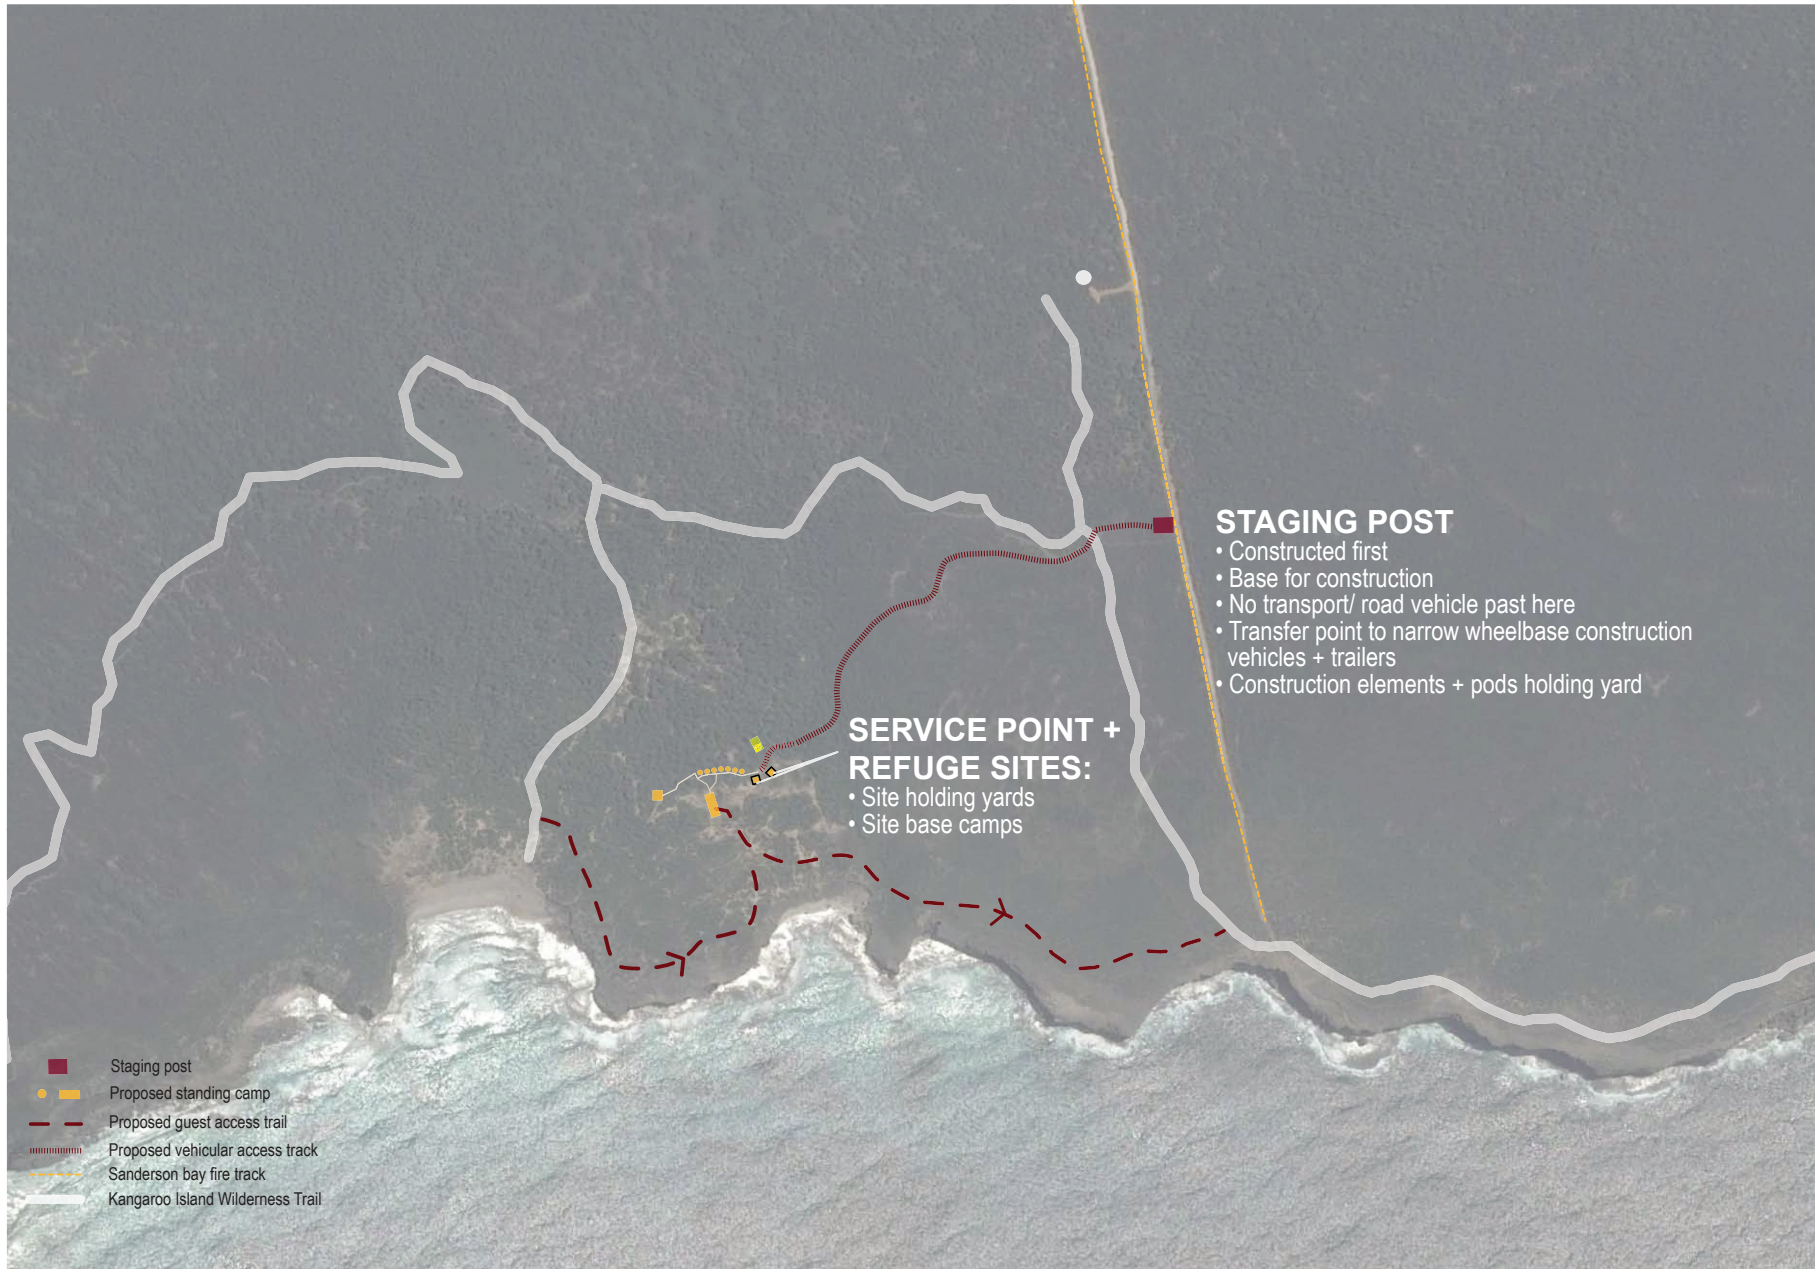 STAGING POST
• Constructed first
• Base for construction
• No transport/ road vehicle past here
• Transfer point to narrow wheelbase construction
vehicles + trailers
• Construction elements + pods holding yard
SERVICE POINT +
REFUGE SITES:
• Site holding yards
• Site base camps
Staging post
Proposed standing camp
Proposed guest access trail
Proposed vehicular access track
Sanderson bay fire track
Kangaroo Island Wilderness Trail